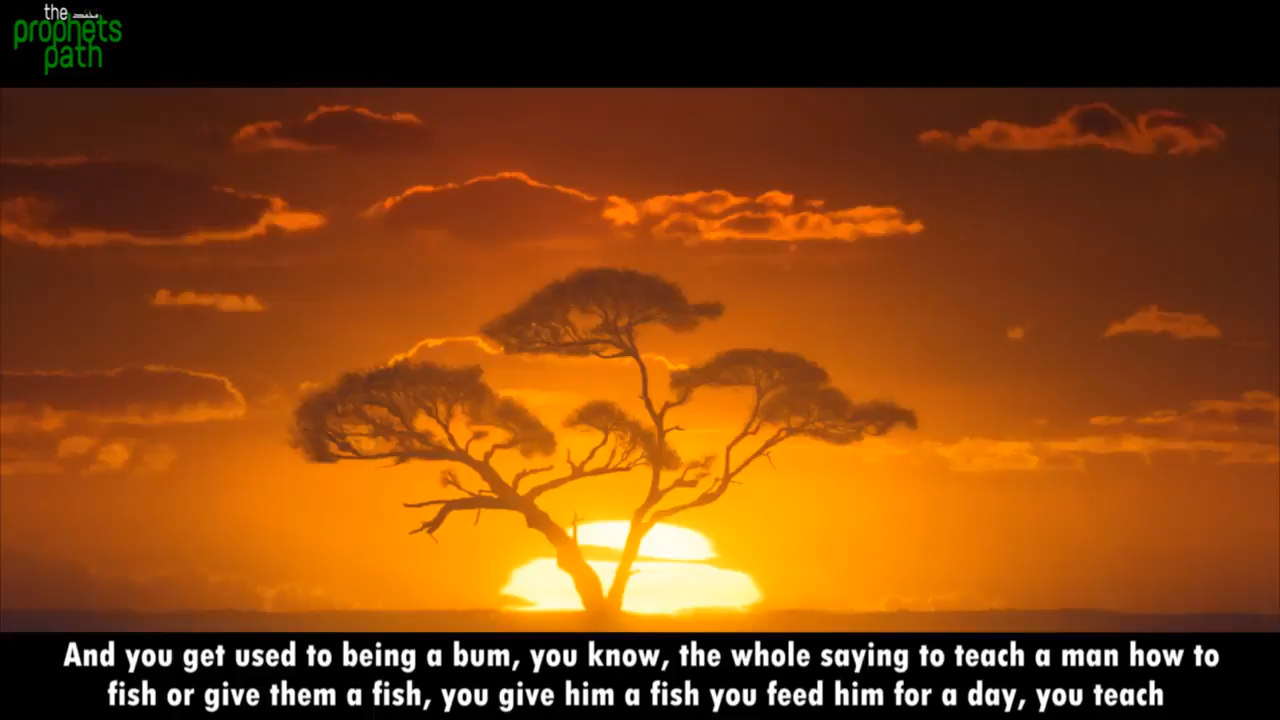 the
prophets
path
And you get used to being a bum, you know, the whole saying to teach a man how to
fish or give them a fish, you give him a fish you feed him for a day, you teach